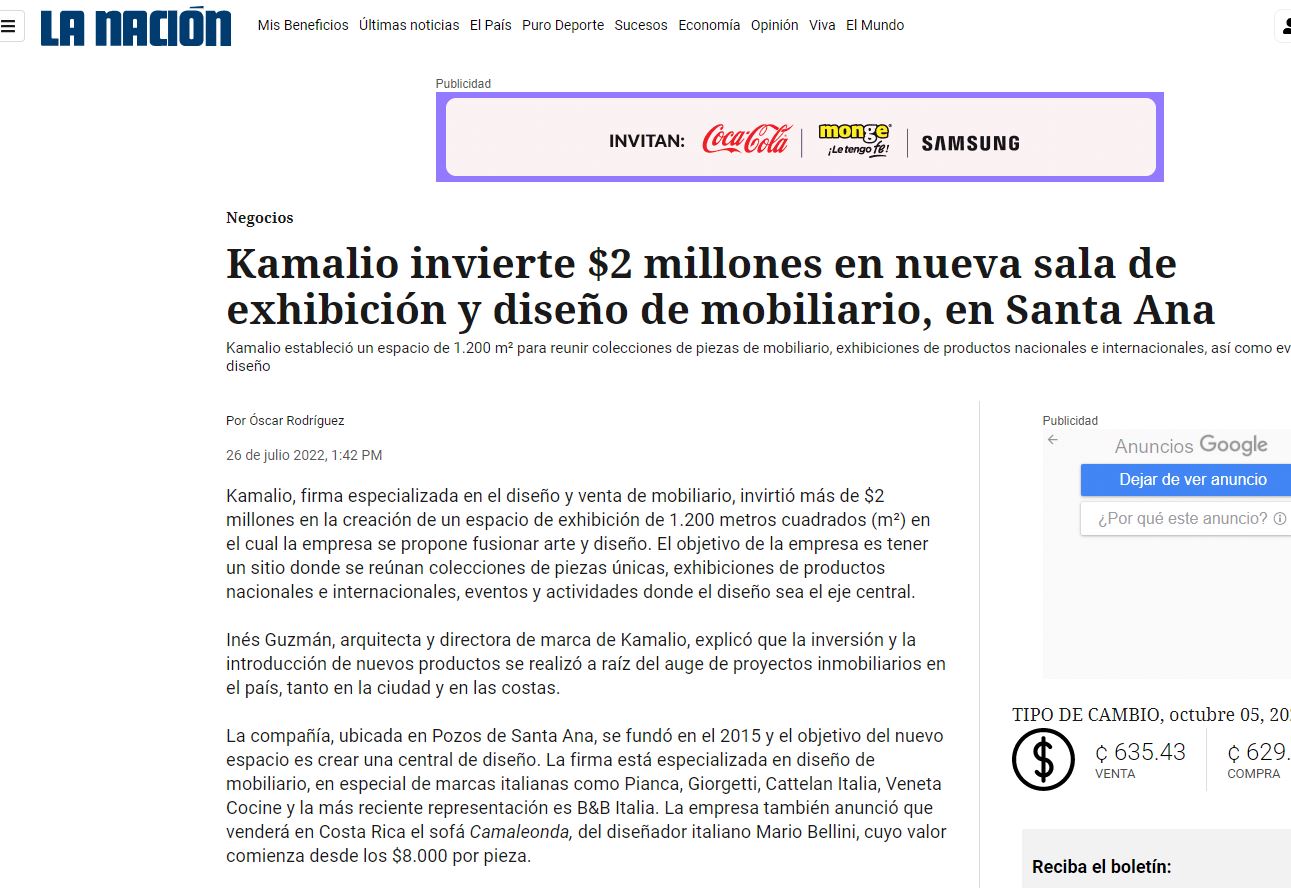 LA NACIÓN
Mis Beneficios Últimas noticias El País Puro Deporte Sucesos Economía Opinión Viva El Mundo
Publicidad
INVITAN: Coca-Cola monge ¡Le tengo fe! SAMSUNG
Negocios
Kamalio invierte $2 millones en nueva sala de
exhibición y diseño de mobiliario, en Santa Ana
Kamalio estableció un espacio de 1.200 m² para reunir colecciones de piezas de mobiliario, exhibiciones de productos nacionales e internacionales, así como ev
diseño
Por Óscar Rodríguez
26 de julio 2022, 1:42 PM
Kamalio, firma especializada en el diseño y venta de mobiliario, invirtió más de $2
millones en la creación de un espacio de exhibición de 1.200 metros cuadrados (m²) en
el cual la empresa se propone fusionar arte y diseño. El objetivo de la empresa es tener
un sitio donde se reúnan colecciones de piezas únicas, exhibiciones de productos
nacionales e internacionales, eventos y actividades donde el diseño sea el eje central.
Inés Guzmán, arquitecta y directora de marca de Kamalio, explicó que la inversión y la
introducción de nuevos productos se realizó a raíz del auge de proyectos inmobiliarios en
el país, tanto en la ciudad y en las costas.
La compañía, ubicada en Pozos de Santa Ana, se fundó en el 2015 y el objetivo del nuevo
espacio es crear una central de diseño. La firma está especializada en diseño de
mobiliario, en especial de marcas italianas como Pianca, Giorgetti, Cattelan Italia, Veneta
Cocine y la más reciente representación es B&B Italia. La empresa también anunció que
venderá en Costa Rica el sofá Camaleonda, del diseñador italiano Mario Bellini, cuyo valor
comienza desde los $8.000 por pieza.
Publicidad
Anuncios Google
Dejar de ver anuncio
¿Por qué este anuncio?
TIPO DE CAMBIO, octubre 05, 20
$
₡ 635.43
VENTA
₡ 629.
COMPRA
Reciba el boletín: